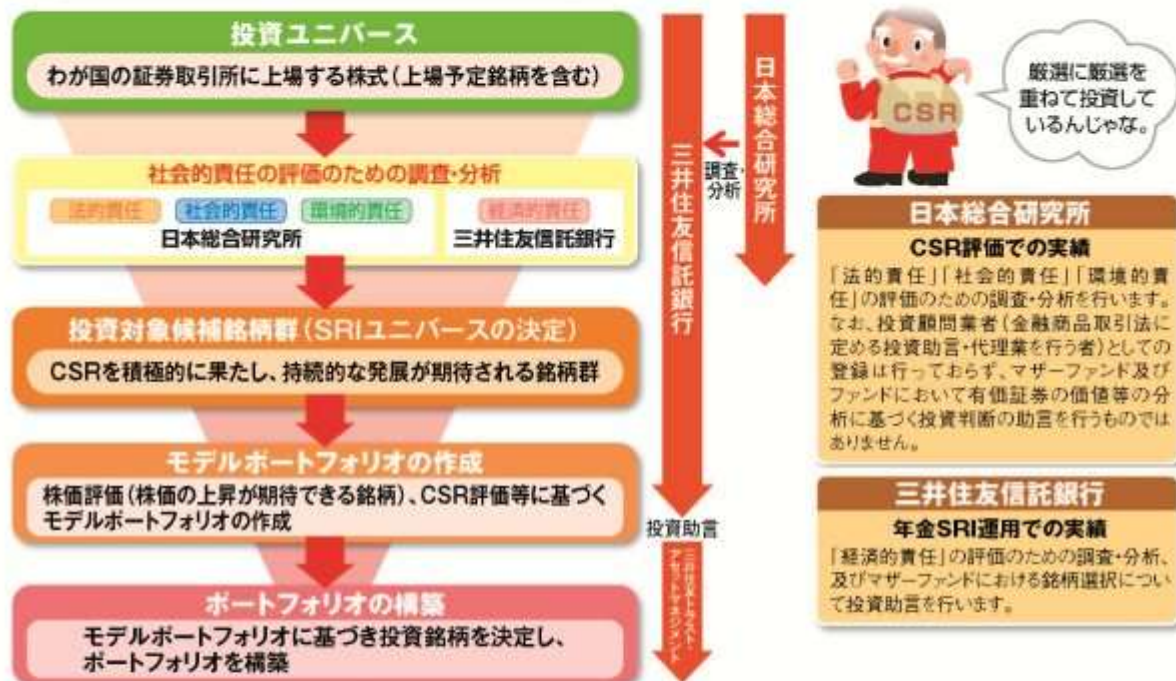 投資ユニバース
わが国の証券取引所に上場する株式(上場予定銘柄を含む)
社会的責任の評価のための調査・分析
法的責任 社会的責任 環境的責任 経済的責任
日本総合研究所 三井住友信託銀行
投資対象候補銘柄群(SRIユニバースの決定)
CSRを積極的に果たし、持続的な発展が期待される銘柄群
モデルポートフォリオの作成
株価評価(株価の上昇が期待できる銘柄)、CSR評価等に基づく
モデルポートフォリオの作成
ポートフォリオの構築
モデルポートフォリオに基づき投資銘柄を決定し、
ポートフォリオを構築
三井住友信託銀行
調査・
分析
日本総合研究所
投資助言
三井住友トラスト・
アセットマネジメント
CSR
厳選に厳選を
重ねて投資して
いるんじゃな。
日本総合研究所
CSR評価での実績
「法的責任」「社会的責任」「環境的責
任」の評価のための調査・分析を行います。
なお、投資顧問業者(金融商品取引法に
定める投資助言・代理業を行う者)としての
登録は行っておらず、マザーファンド及び
ファンドにおいて有価証券の価値等の分
析に基づく投資判断の助言を行うものでは
ありません。
三井住友信託銀行
年金SRI運用での実績
「経済的責任」の評価のための調査・分析、
及びマザーファンドにおける銘柄選択につい
て投資助言を行います。